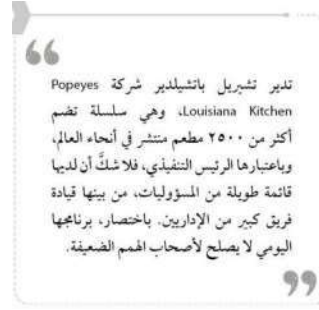 تدير تشيريل باتشيلدير شركة Popeyes
Louisiana Kitchen، وهي سلسلة تضم
أكثر من ٢٥٠٠ مطعم منتشر في أنحاء العالم،
وباعتبارها الرئيس التنفيذي، فلا شكَّ أن لديها
قائمة طويلة من المسؤوليات، من بينها قيادة
فريق كبير من الإداريين. باختصار، برنامجها
اليومي لا يصلح لأصحاب الهمم الضعيفة.